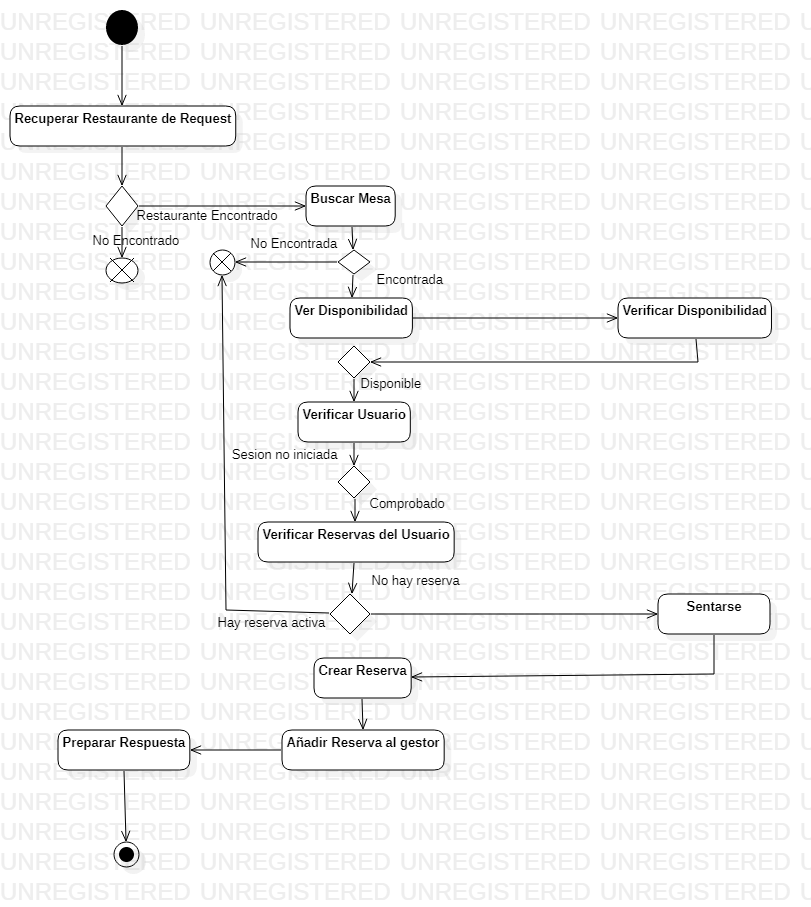 Recuperar Restaurante de Request
Buscar Mesa
Restaurante Encontrado
No Encontrado
No Encontrada
Encontrada
Ver Disponibilidad
Verificar Disponibilidad
Disponible
Verificar Usuario
Sesion no iniciada
Comprobado
Verificar Reservas del Usuario
No hay reserva
Sentarse
Hay reserva activa
Crear Reserva
Preparar Respuesta
Añadir Reserva al gestor
UNREGISTERED